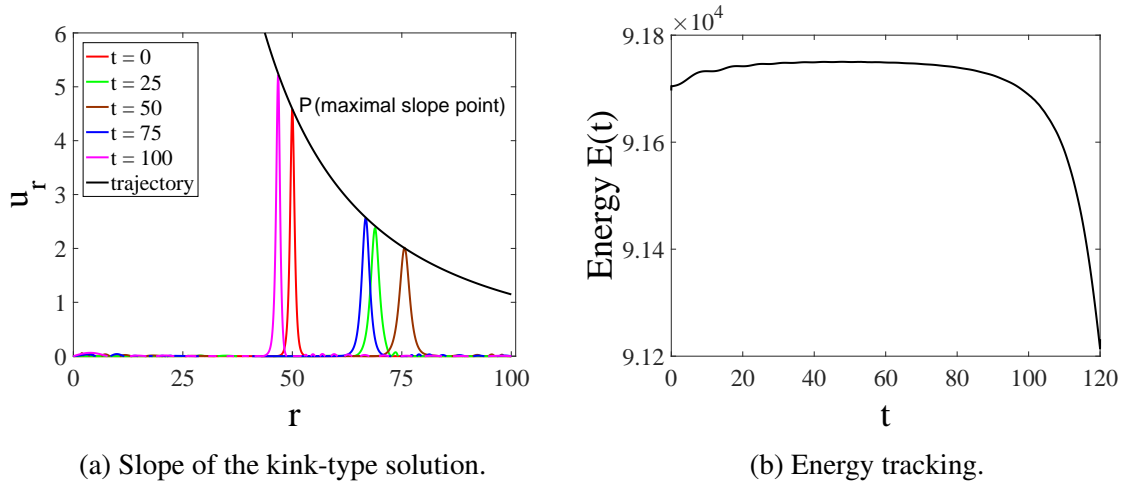 6
5
4
3
2
1
0
u_r
t = 0
t = 25
t = 50
t = 75
t = 100
trajectory
P (maximal slope point)
0 25 50 75 100
r
(a) Slope of the kink-type solution.
×10⁴
9.18
9.16
9.14
9.12
Energy E(t)
0 20 40 60 80 100 120
t
(b) Energy tracking.